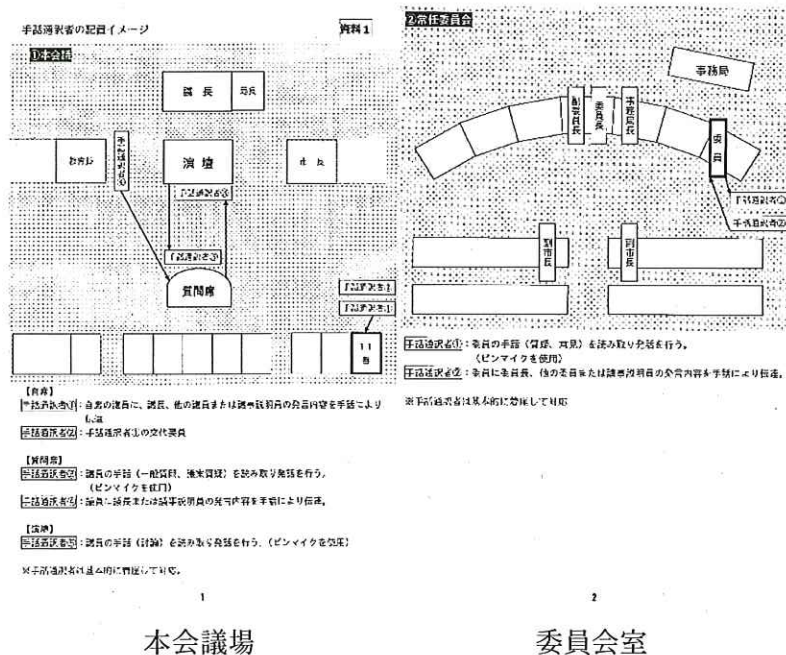 手話通訳者の配置イメージ
資料1
①本会議
議長
局長
教育長
手話通訳者④
演壇
市長
手話通訳者⑤
手話通訳者③
質問席
11番
【自席】
手話通訳者①:自席の議員に、議長、他の議員または議事説明員の発言内容を手話により
伝達
手話通訳者②:手話通訳者①の交代要員
【質問席】
手話通訳者③:議員の手話（一般質問、議案質疑）を読み取り発話を行う。
（ピンマイクを使用）
手話通訳者④:議員に議長または議事説明員の発言内容を手話により伝達。
【演壇】
手話通訳者⑤:議員の手話（討論）を読み取り発話を行う。（ピンマイクを使用）
※手話通訳者は基本的に着座して対応。
1
本会議場
②常任委員会
事務局
副委員長
委員長
事務局長
委員
手話通訳者①
手話通訳者②
副市長
副市長
手話通訳者①:委員の手話（質疑、意見）を読み取り発話を行う。
（ピンマイクを使用）
手話通訳者②:委員に委員長、他の委員または議事説明員の発言内容を手話により伝達。
※手話通訳者は基本的に着座して対応
2
委員会室